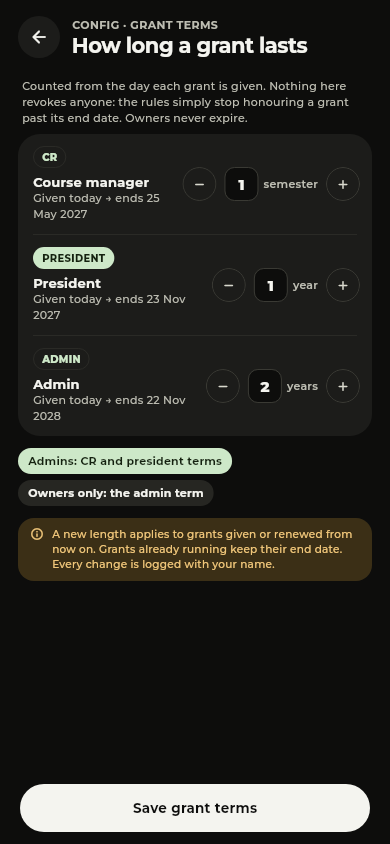 CONFIG · GRANT TERMS
How long a grant lasts
Counted from the day each grant is given. Nothing here
revokes anyone: the rules simply stop honouring a grant
past its end date. Owners never expire.
CR
Course manager
Given today → ends 25
May 2027
− 1 semester +
PRESIDENT
President
Given today → ends 23 Nov
2027
− 1 year +
ADMIN
Admin
Given today → ends 22 Nov
2028
− 2 years +
Admins: CR and president terms
Owners only: the admin term
A new length applies to grants given or renewed from
now on. Grants already running keep their end date.
Every change is logged with your name.
Save grant terms